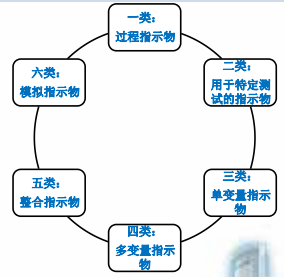 一类：
过程指示物
二类：
用于特定测
试的指示物
三类：
单变量指示
物
四类：
多变量指示
物
五类：
整合指示物
六类：
模拟指示物